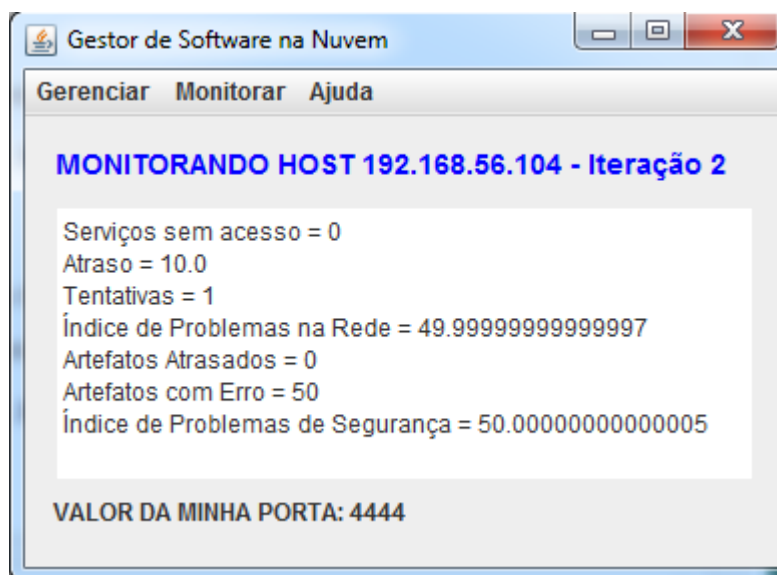 Gestor de Software na Nuvem
Gerenciar Monitorar Ajuda
MONITORANDO HOST 192.168.56.104 - Iteração 2
Serviços sem acesso = 0
Atraso = 10.0
Tentativas = 1
Índice de Problemas na Rede = 49.99999999999997
Artefatos Atrasados = 0
Artefatos com Erro = 50
Índice de Problemas de Segurança = 50.00000000000005
VALOR DA MINHA PORTA: 4444